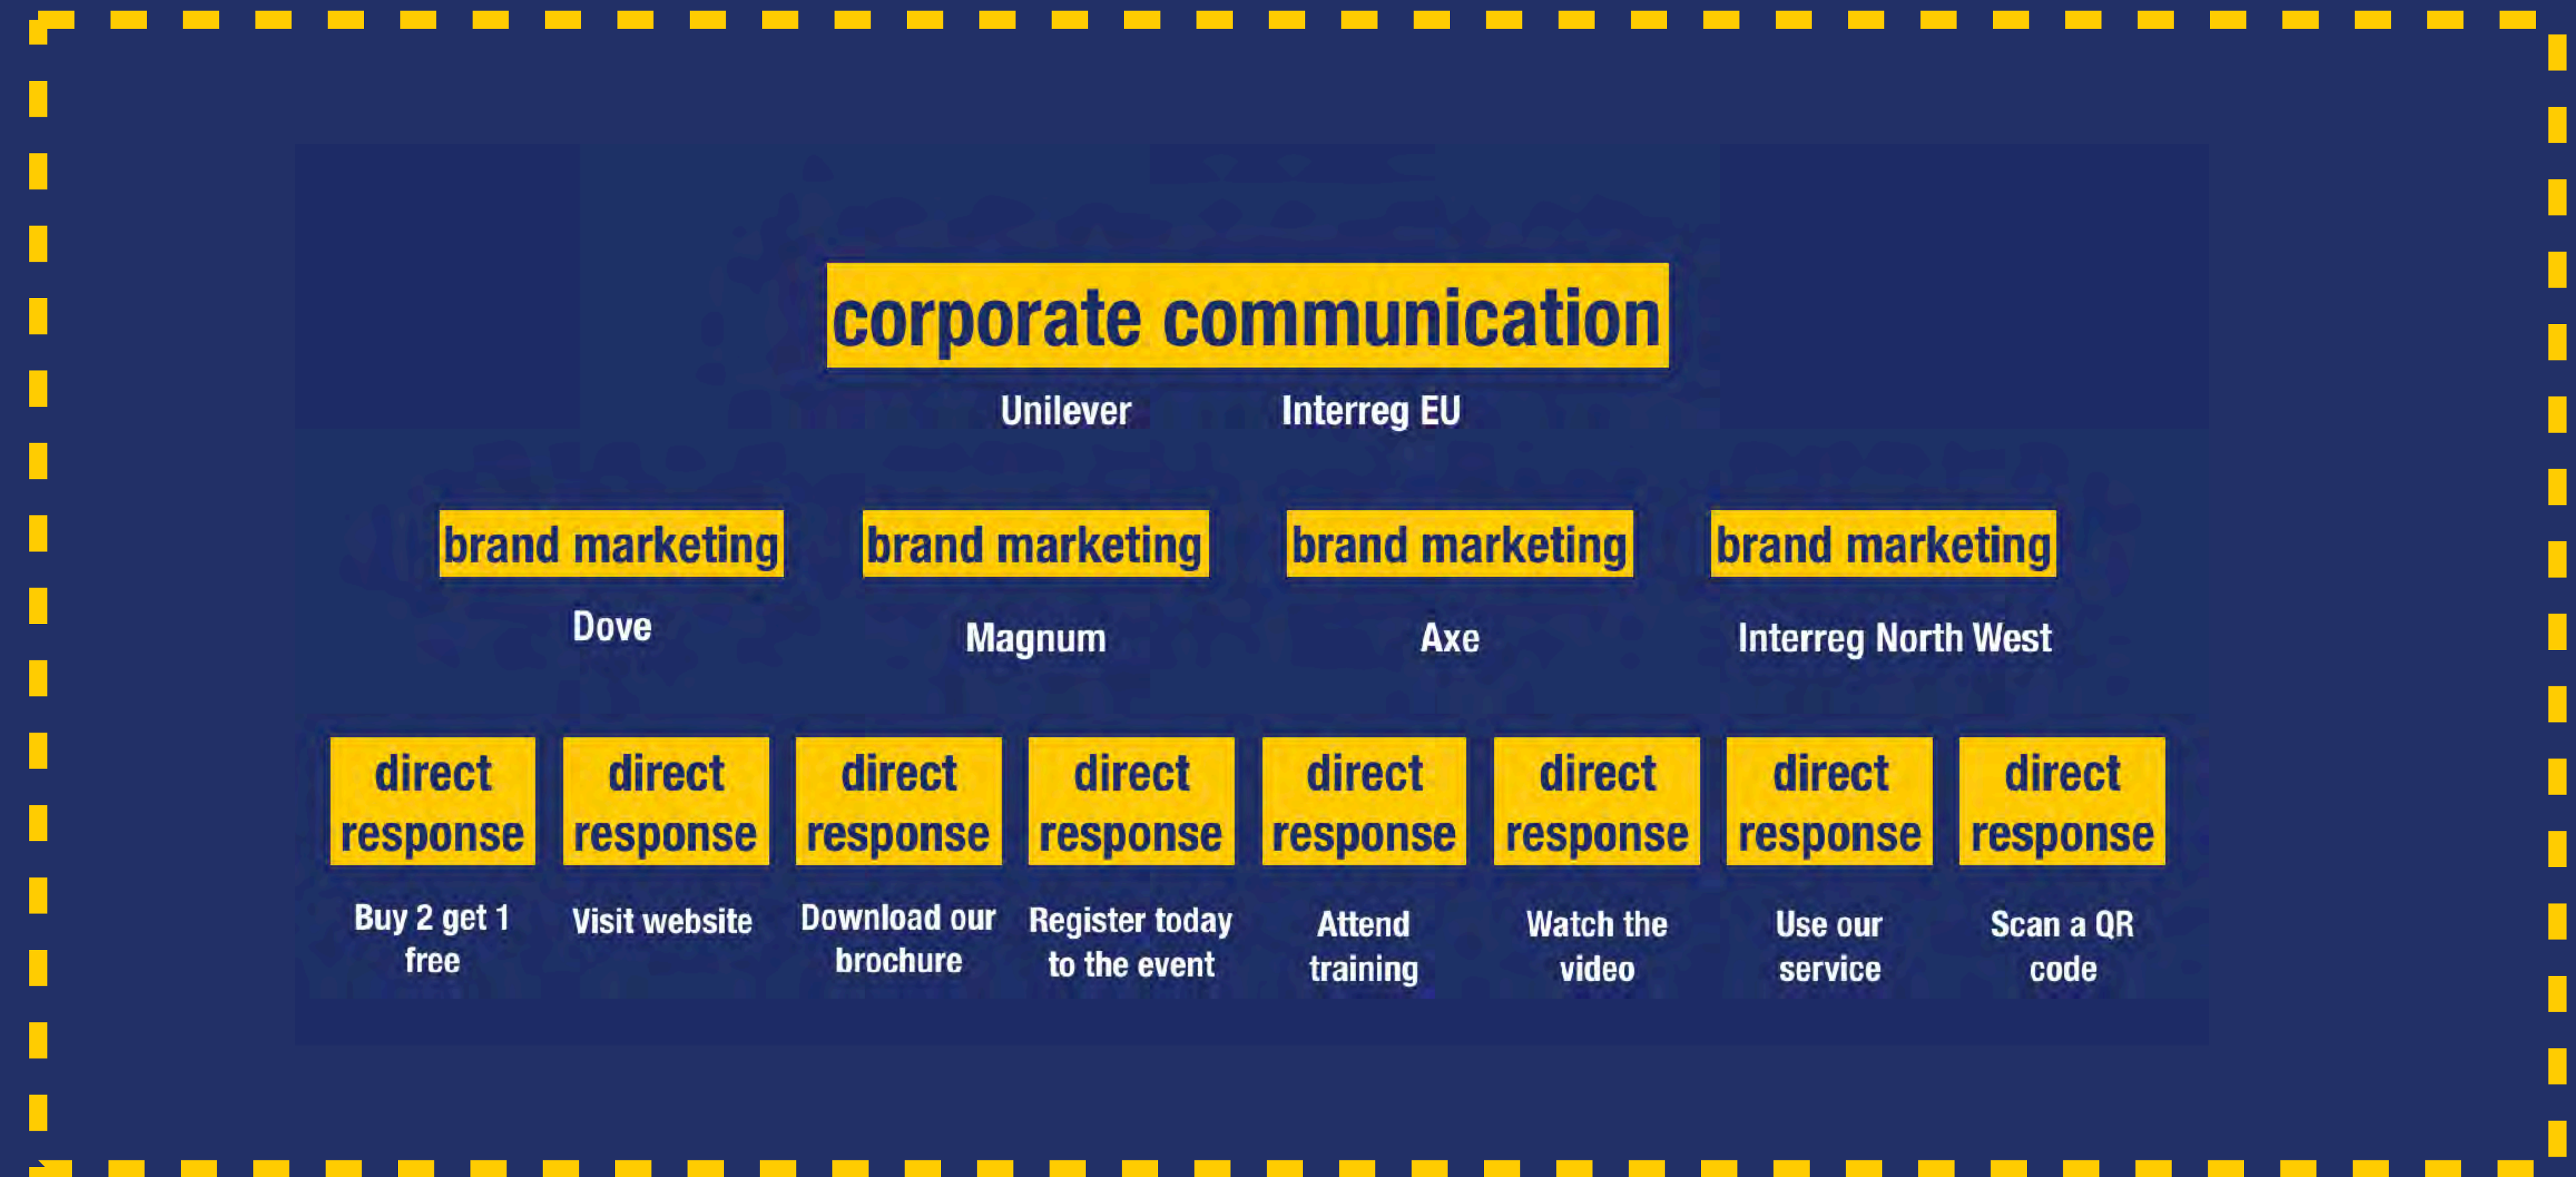 corporate communication
Unilever Interreg EU
brand marketing brand marketing brand marketing brand marketing
Dove Magnum Axe Interreg North West
direct direct direct direct direct direct direct direct
response response response response response response response response
Buy 2 get 1 Visit website Download our Register today Attend Watch the Use our Scan a QR
free brochure to the event training video service code